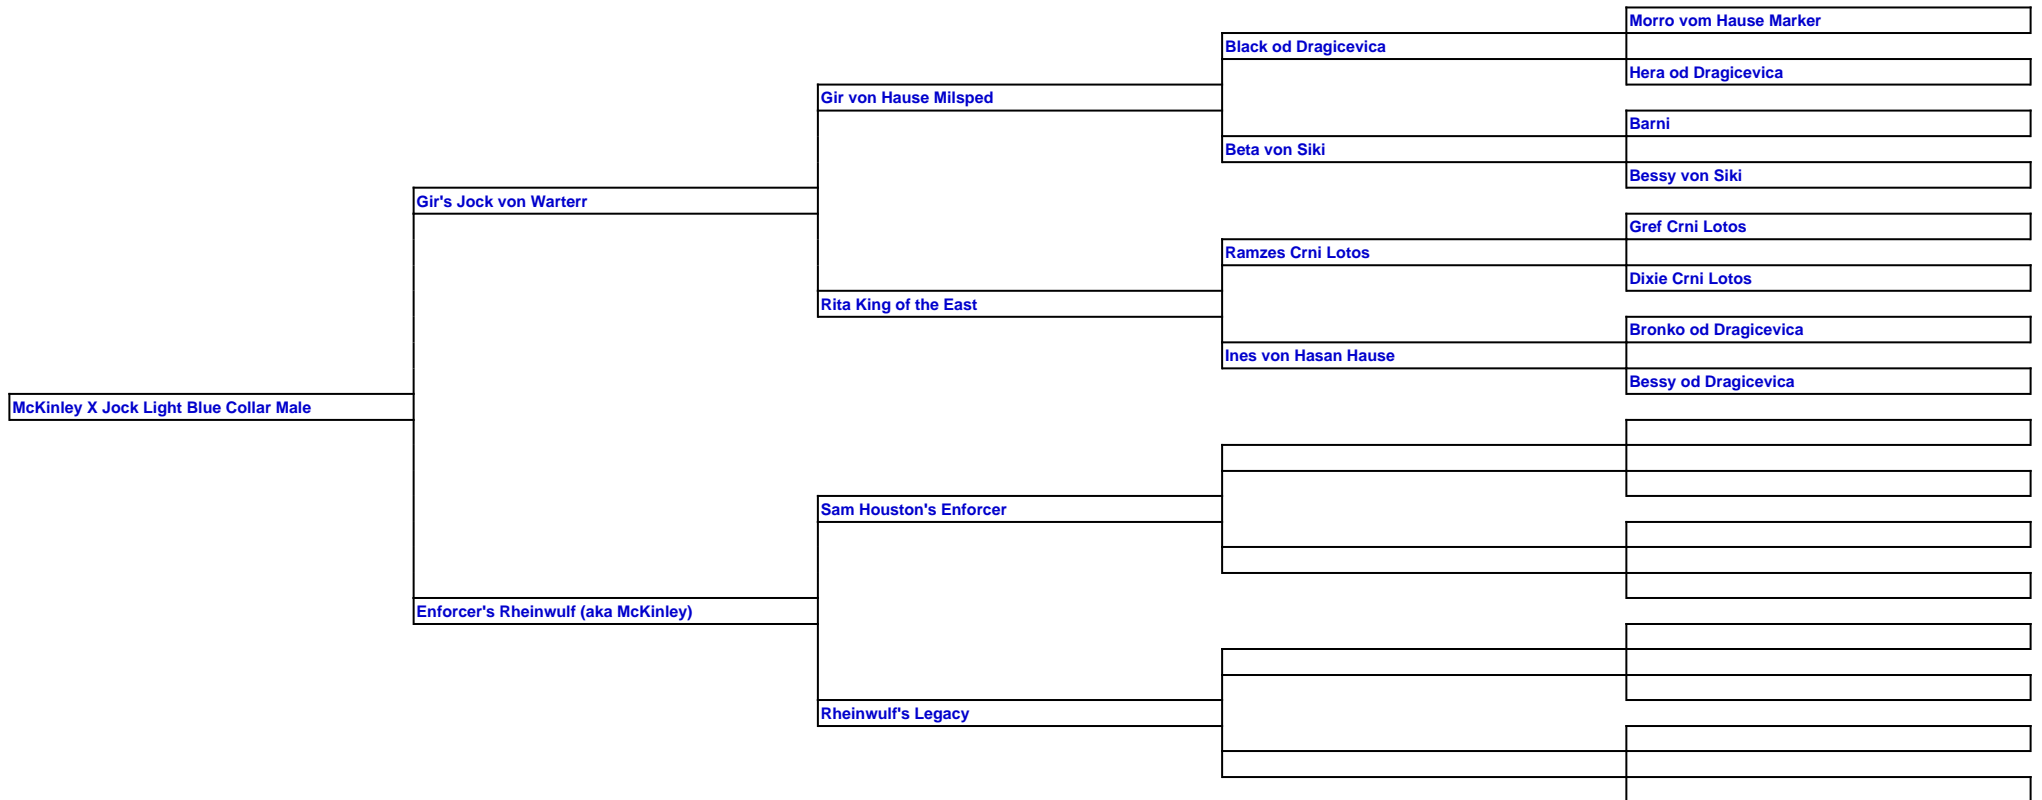 Morro vom Hause Marker
Black od Dragicevica
Hera od Dragicevica
Gir von Hause Milsped
Barni
Beta von Siki
Bessy von Siki
Gir's Jock von Warterr
Gref Crni Lotos
Ramzes Crni Lotos
Dixie Crni Lotos
Rita King of the East
Bronko od Dragicevica
Ines von Hasan Hause
Bessy od Dragicevica
McKinley X Jock Light Blue Collar Male
Sam Houston's Enforcer
Enforcer's Rheinwulf (aka McKinley)
Rheinwulf's Legacy